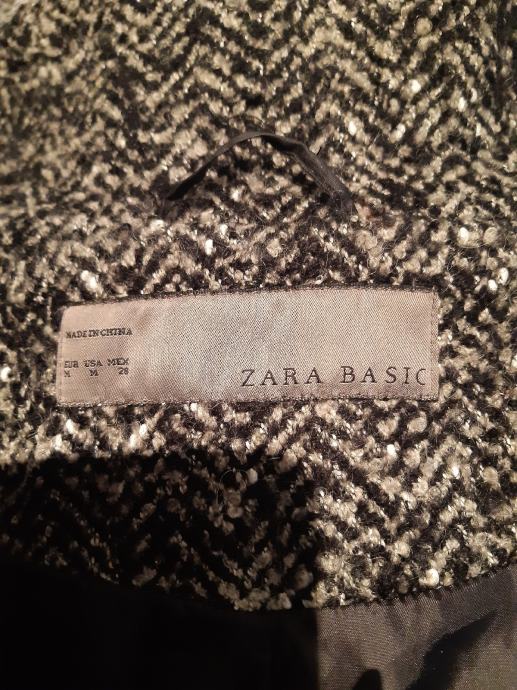 MADE IN CHINA
EUR USA MEX
M M 28
ZARA BASIC